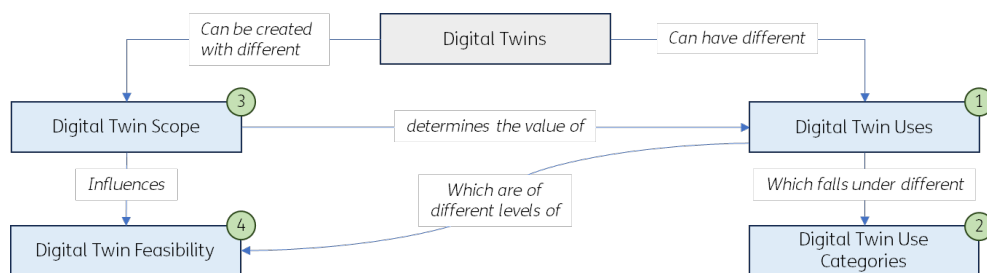 Can be created
with different
Digital Twins
Can have different
3
Digital Twin Scope
determines the value of
1
Digital Twin Uses
Influences
Which are of
different levels of
Which falls under different
4
Digital Twin Feasibility
2
Digital Twin Use
Categories